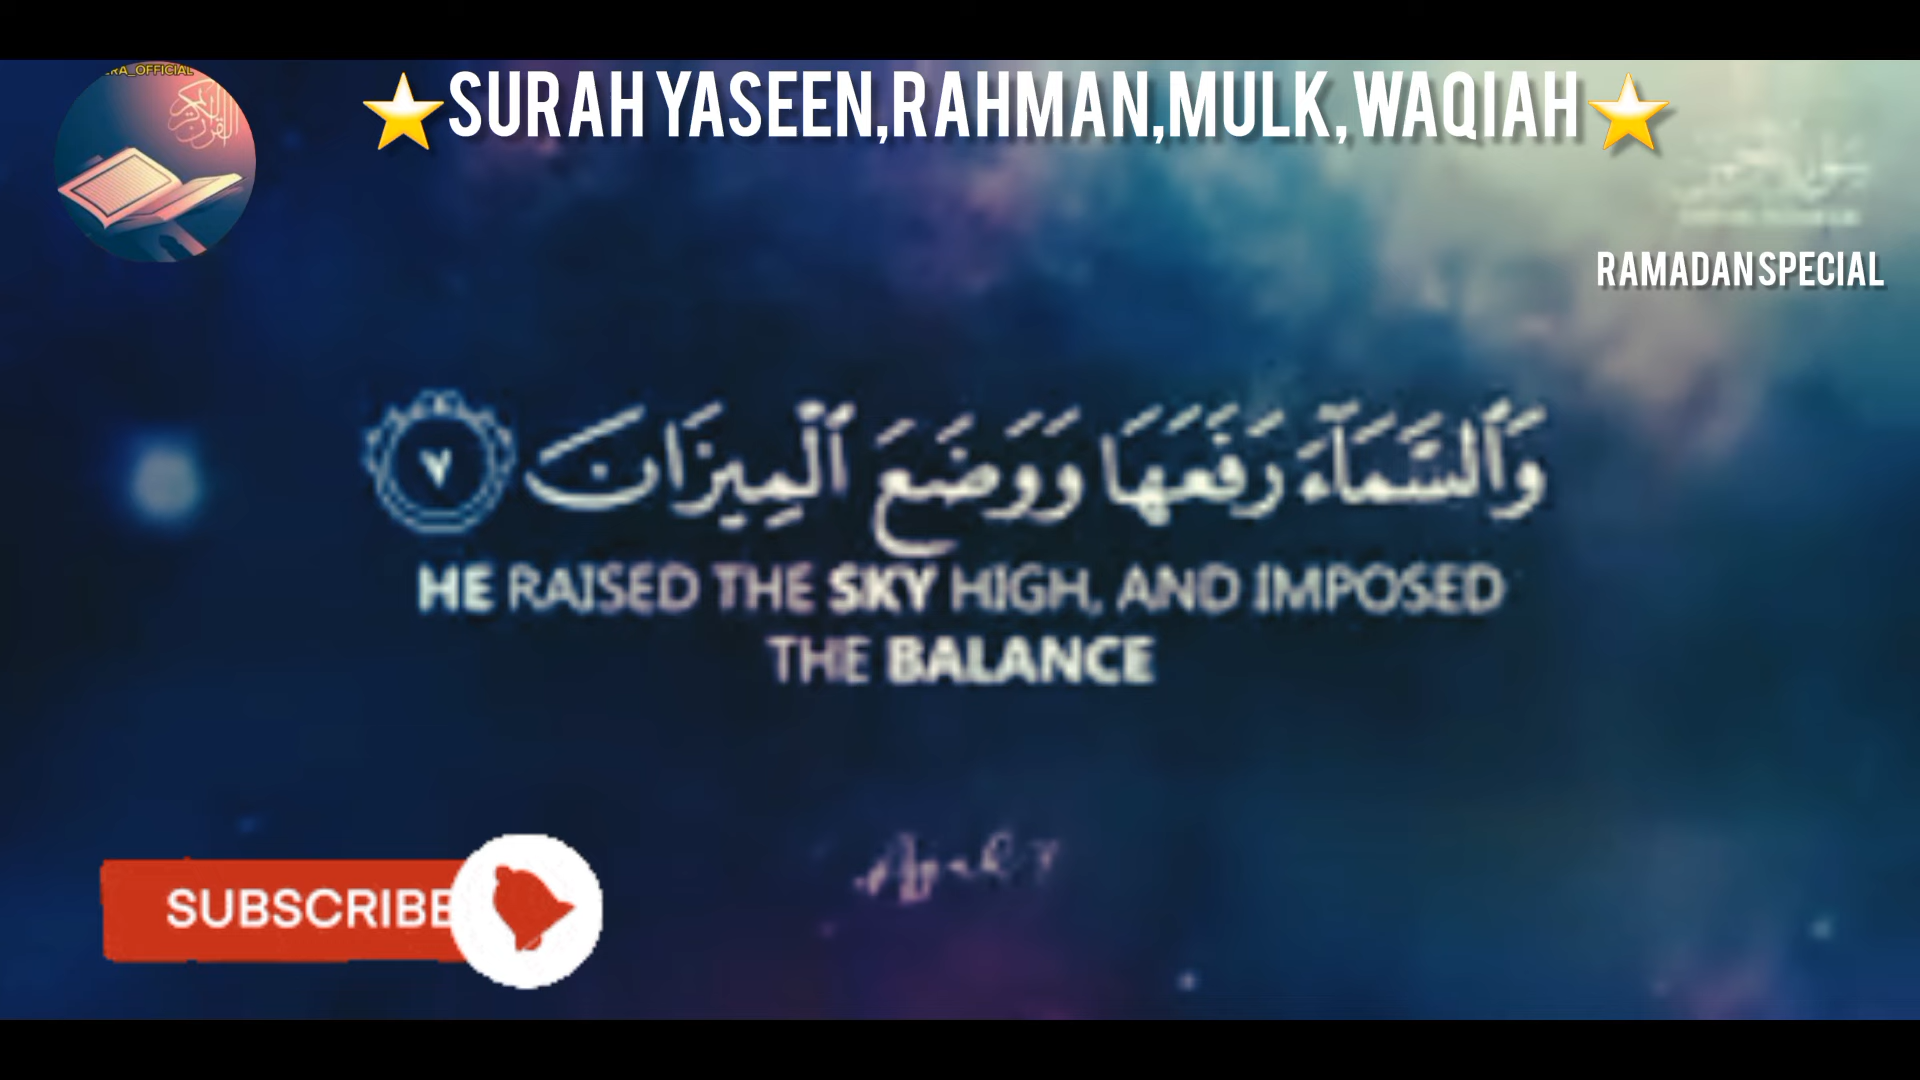 RA_OFFICIAL
⭐SURAH YASEEN,RAHMAN,MULK,WAQIAH⭐
RAMADAN SPECIAL
وَٱلسَّمَآءَ رَفَعَهَا وَوَضَعَ ٱلْمِيزَانَ ٧
HE RAISED THE SKY HIGH, AND IMPOSED
THE BALANCE
SUBSCRIBE